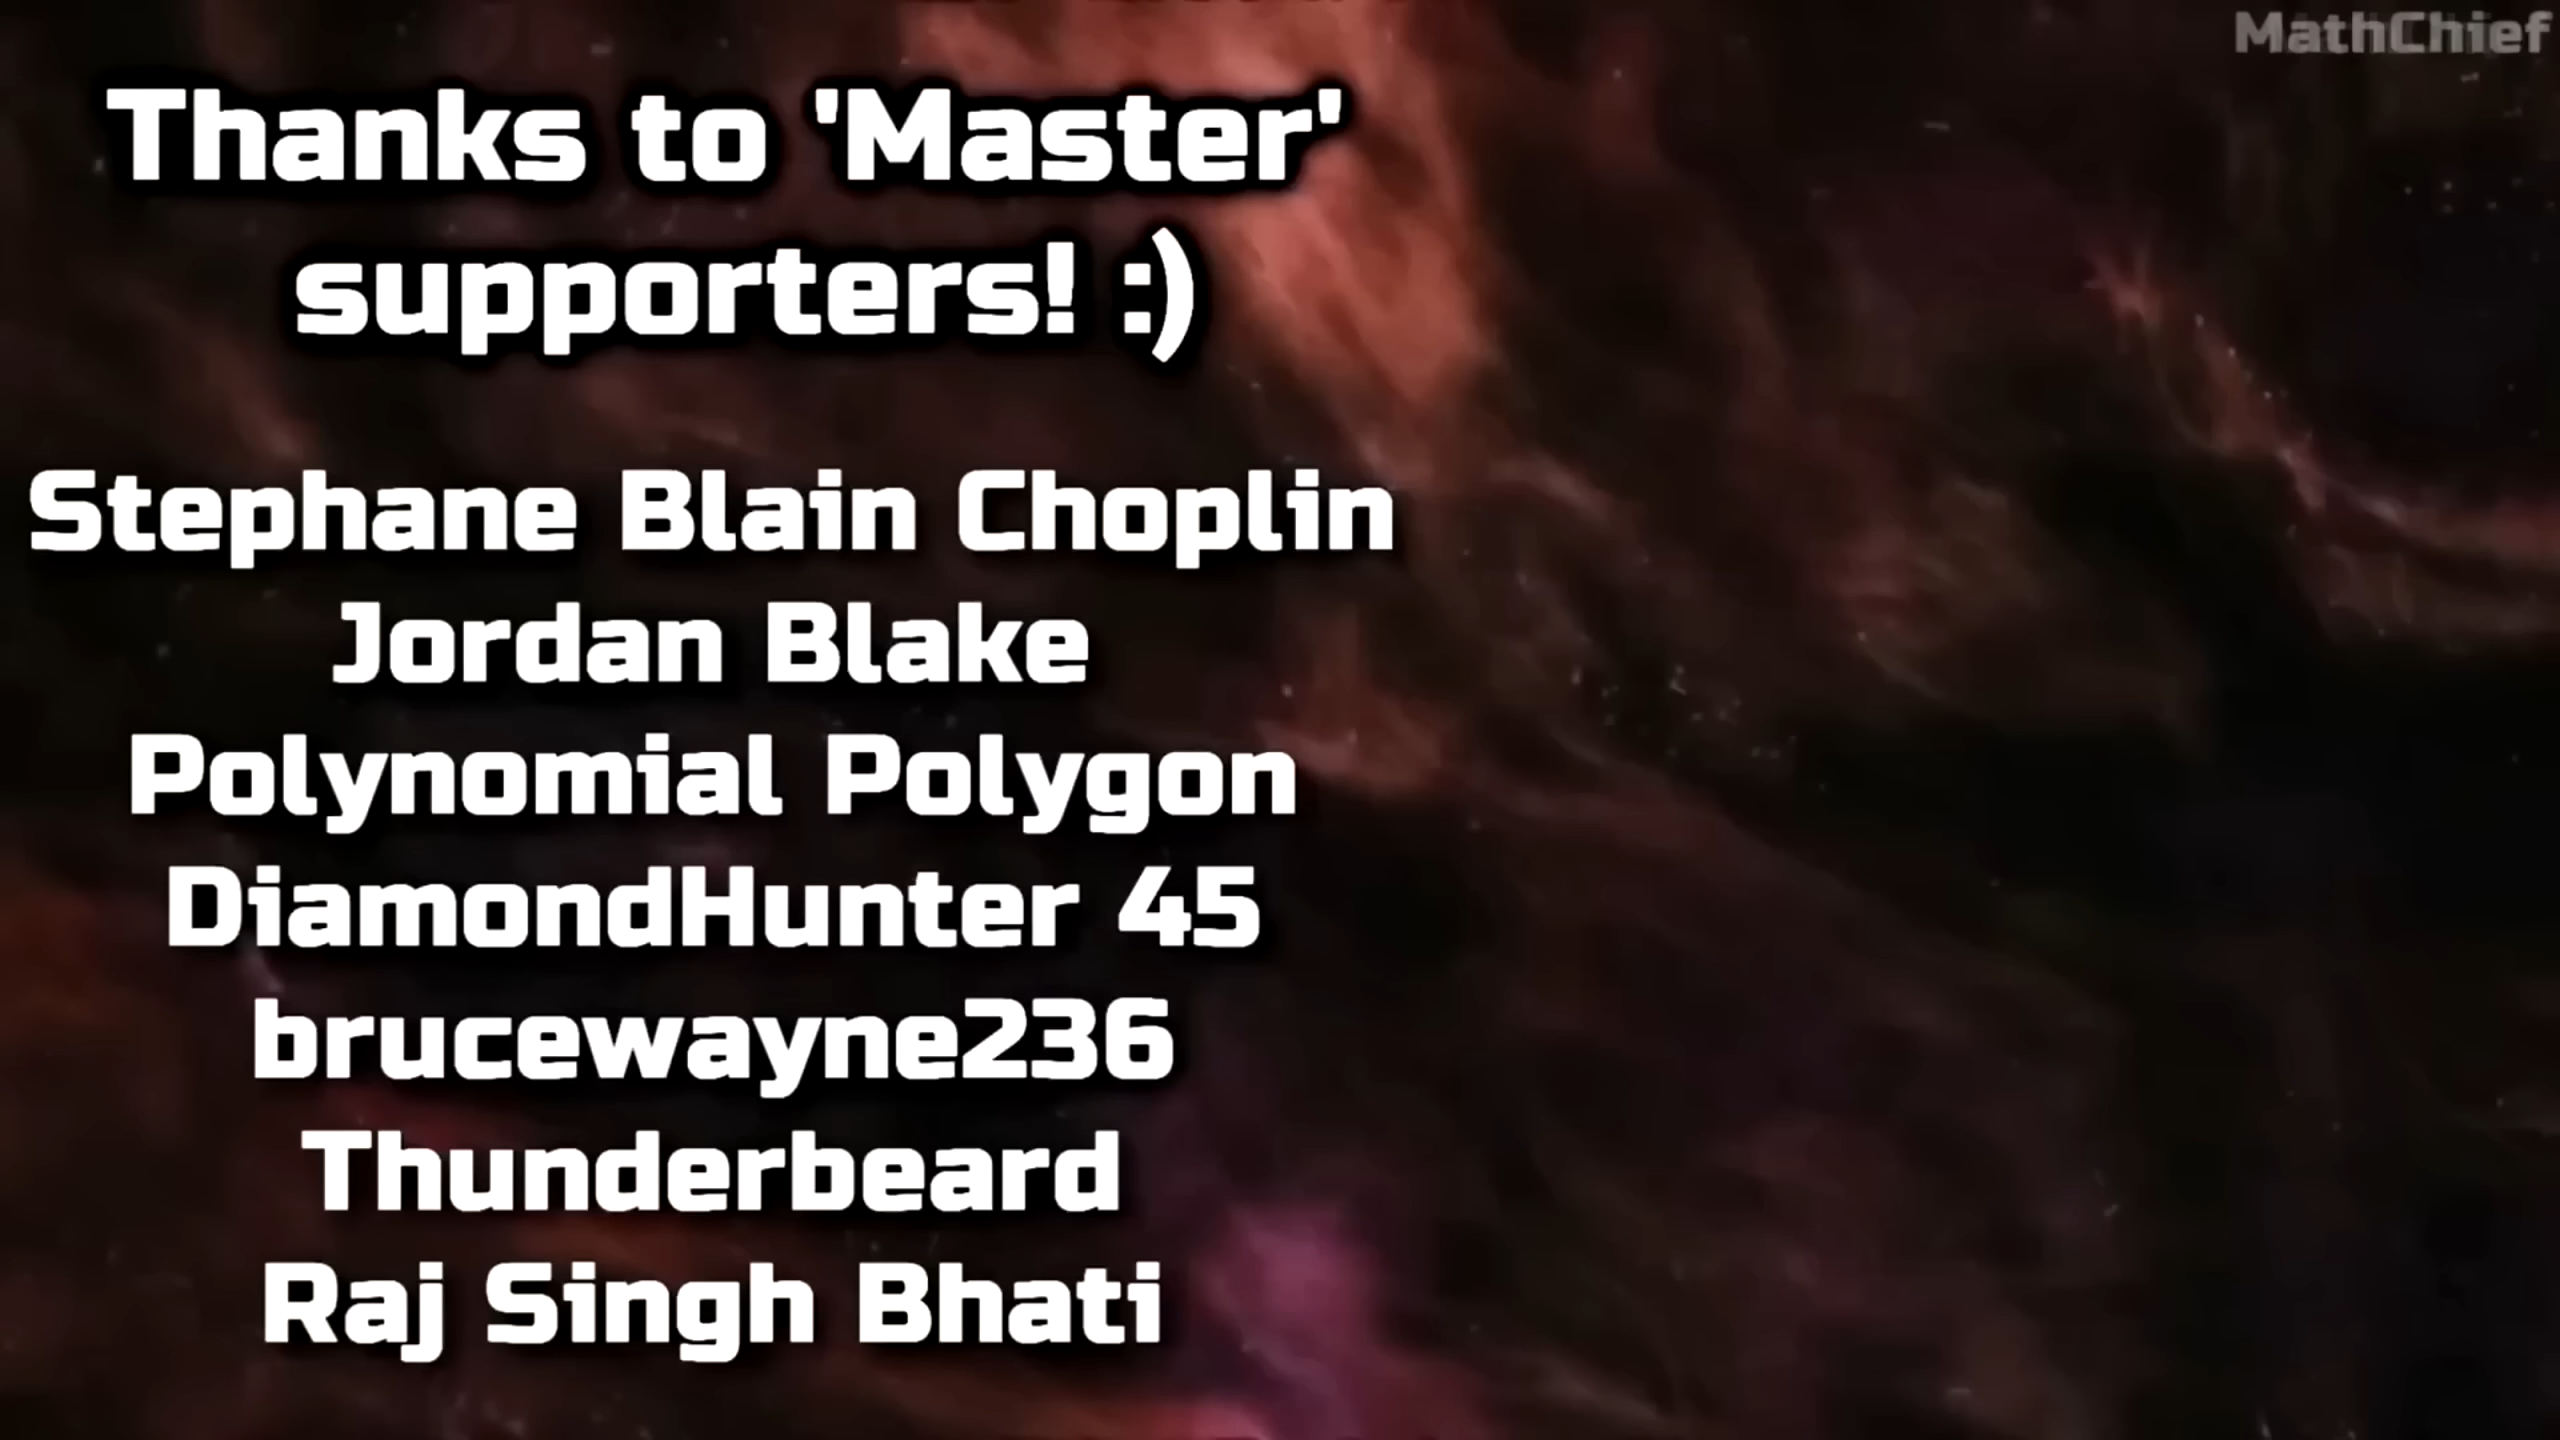 MathChief
Thanks to 'Master'
supporters! :)
Stephane Blain Choplin
Jordan Blake
Polynomial Polygon
DiamondHunter 45
brucewayne236
Thunderbeard
Raj Singh Bhati